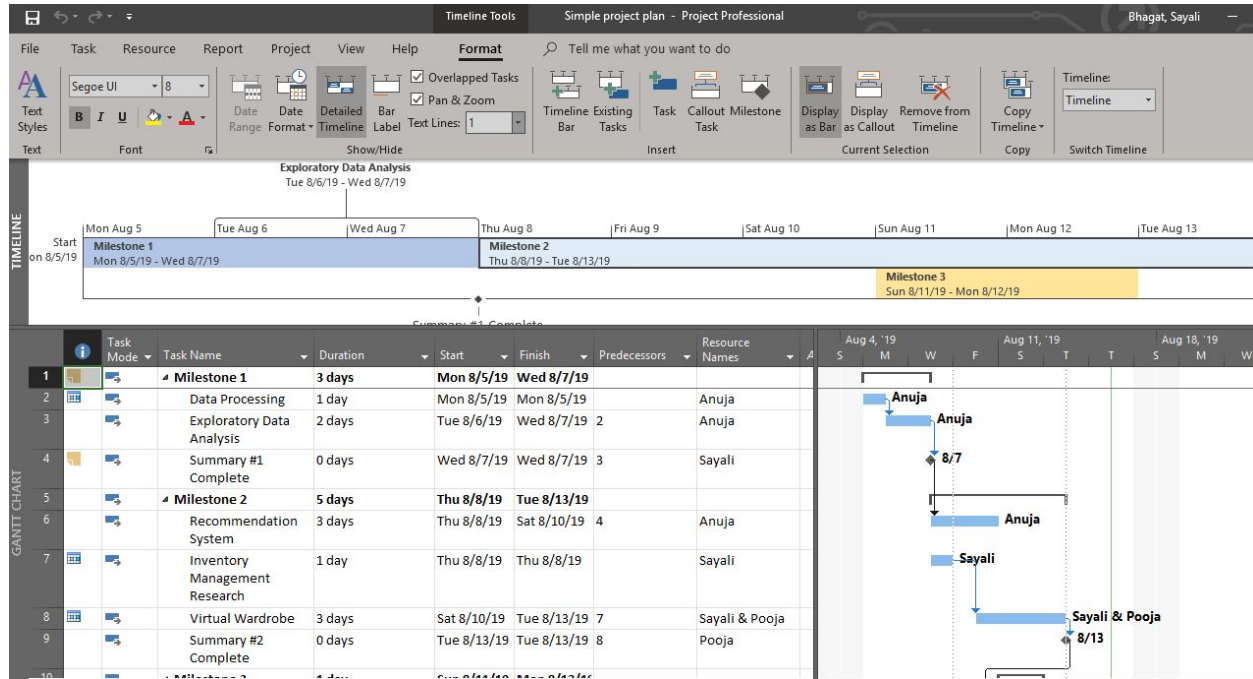 Timeline Tools
Simple project plan - Project Professional
Bhagat, Sayali
File Task Resource Report Project View Help Format Tell me what you want to do
Text Styles
Segoe UI 8
B I U A
Date Range
Date Format
Detailed Timeline
Bar Label
Overlapped Tasks
Pan & Zoom
Text Lines: 1
Timeline Bar
Existing Tasks
Task
Callout Task
Milestone
Display as Bar
Display as Callout
Remove from Timeline
Copy Timeline
Timeline:
Timeline
Text Font Show/Hide Insert Current Selection Copy Switch Timeline
TIMELINE
Exploratory Data Analysis
Tue 8/6/19 - Wed 8/7/19
Mon Aug 5 Tue Aug 6 Wed Aug 7 Thu Aug 8 Fri Aug 9 Sat Aug 10 Sun Aug 11 Mon Aug 12 Tue Aug 13
Start
on 8/5/19
Milestone 1
Mon 8/5/19 - Wed 8/7/19
Milestone 2
Thu 8/8/19 - Tue 8/13/19
Milestone 3
Sun 8/11/19 - Mon 8/12/19
Summary #1 Complete
GANTT CHART
Task Mode Task Name Duration Start Finish Predecessors Resource Names A
Aug 4, '19 Aug 11, '19 Aug 18, '19
S M W F S T T S M W
1 Milestone 1 3 days Mon 8/5/19 Wed 8/7/19
2 Data Processing 1 day Mon 8/5/19 Mon 8/5/19 Anuja
3 Exploratory Data Analysis 2 days Tue 8/6/19 Wed 8/7/19 2 Anuja
4 Summary #1 Complete 0 days Wed 8/7/19 Wed 8/7/19 3 Sayali
5 Milestone 2 5 days Thu 8/8/19 Tue 8/13/19
6 Recommendation System 3 days Thu 8/8/19 Sat 8/10/19 4 Anuja
7 Inventory Management Research 1 day Thu 8/8/19 Thu 8/8/19 Sayali
8 Virtual Wardrobe 3 days Sat 8/10/19 Tue 8/13/19 7 Sayali & Pooja
9 Summary #2 Complete 0 days Tue 8/13/19 Tue 8/13/19 8 Pooja
10 Milestone 3 1 day Sun 8/11/19 Mon 8/12/19
Anuja
Anuja
8/7
Anuja
Sayali
Sayali & Pooja
8/13